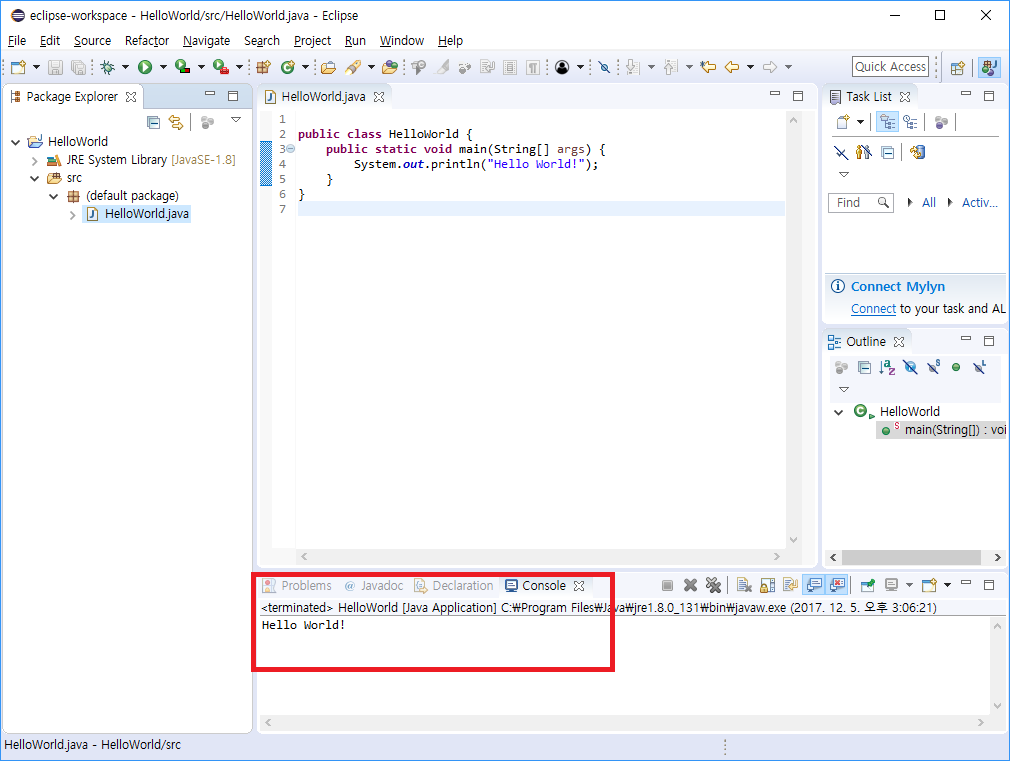 eclipse-workspace - HelloWorld/src/HelloWorld.java - Eclipse
File Edit Source Refactor Navigate Search Project Run Window Help
Quick Access
Package Explorer
HelloWorld
JRE System Library [JavaSE-1.8]
src
(default package)
HelloWorld.java
HelloWorld.java
1
2 public class HelloWorld {
3 public static void main(String[] args) {
4 System.out.println("Hello World!");
5 }
6 }
7
Task List
Find All Activ...
Connect Mylyn
Connect to your task and AL
Outline
HelloWorld
main(String[]) : voi
Problems @ Javadoc Declaration Console
<terminated> HelloWorld [Java Application] C:₩Program Files₩Java₩jre1.8.0_131₩bin₩javaw.exe (2017. 12. 5. 오후 3:06:21)
Hello World!
HelloWorld.java - HelloWorld/src